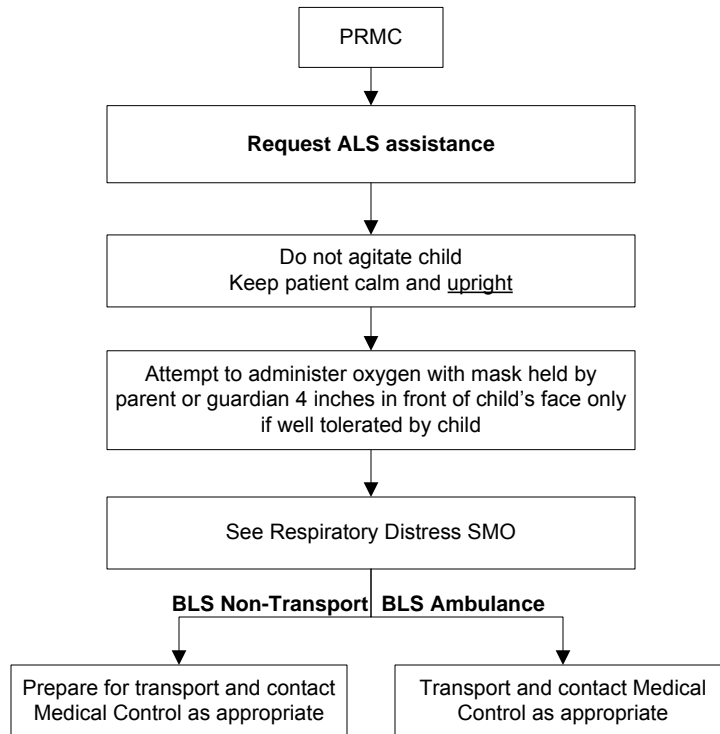 PRMC
Request ALS assistance
Do not agitate child
Keep patient calm and upright
Attempt to administer oxygen with mask held by
parent or guardian 4 inches in front of child's face only
if well tolerated by child
See Respiratory Distress SMO
BLS Non-Transport
BLS Ambulance
Prepare for transport and contact
Medical Control as appropriate
Transport and contact Medical
Control as appropriate